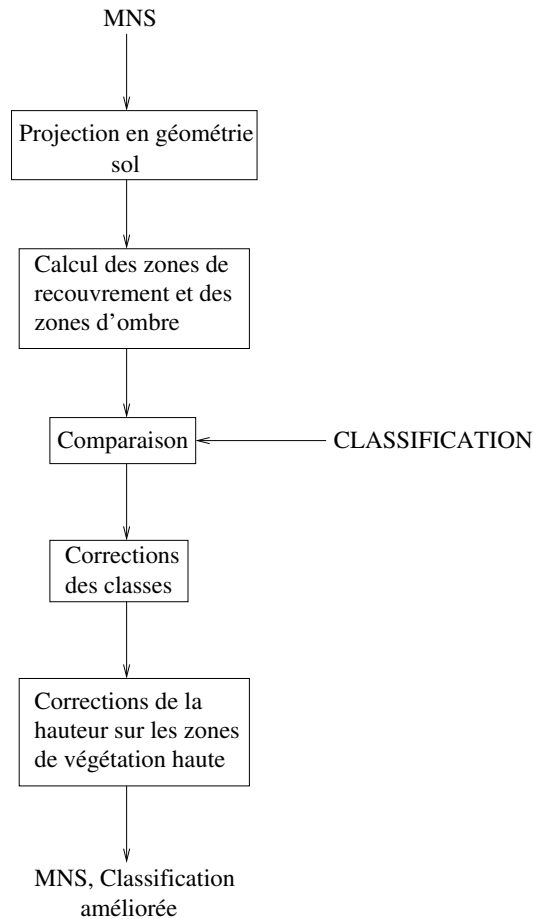 MNS
Projection en géométrie
sol
Calcul des zones de
recouvrement et des
zones d'ombre
Comparaison
CLASSIFICATION
Corrections
des classes
Corrections de la
hauteur sur les zones
de végétation haute
MNS, Classification
améliorée